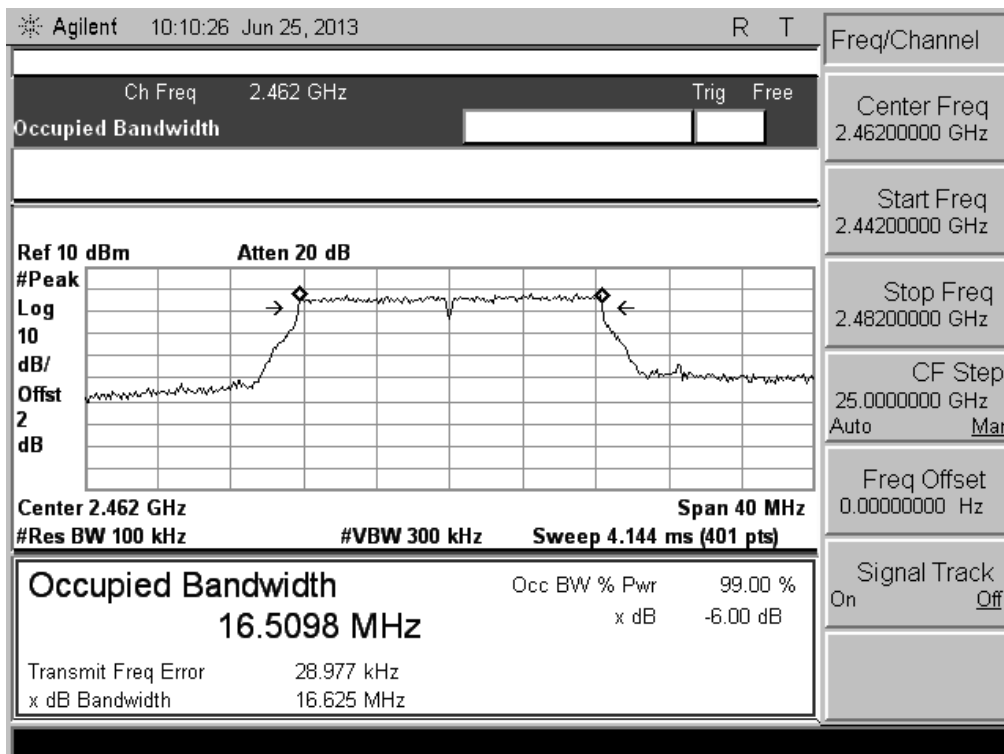 Agilent 10:10:26 Jun 25, 2013 R T
Freq/Channel
Ch Freq 2.462 GHz Trig Free
Occupied Bandwidth
Center Freq
2.46200000 GHz
Start Freq
2.44200000 GHz
Stop Freq
2.48200000 GHz
CF Step
25.0000000 GHz
Auto Man
Freq Offset
0.00000000 Hz
Signal Track
On Off
Ref 10 dBm Atten 20 dB
#Peak
Log
10
dB/
Offst
2
dB
Center 2.462 GHz Span 40 MHz
#Res BW 100 kHz #VBW 300 kHz Sweep 4.144 ms (401 pts)
Occupied Bandwidth Occ BW % Pwr 99.00 %
16.5098 MHz x dB -6.00 dB
Transmit Freq Error 28.977 kHz
x dB Bandwidth 16.625 MHz